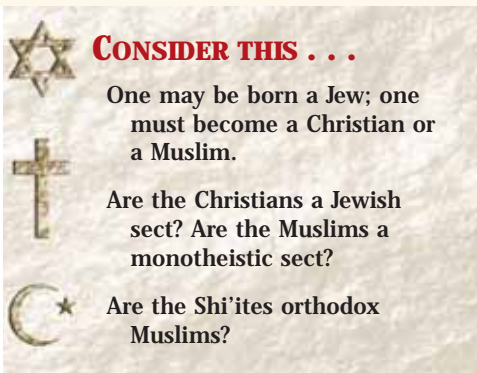 CONSIDER THIS . . .
One may be born a Jew; one
must become a Christian or
a Muslim.
Are the Christians a Jewish
sect? Are the Muslims a
monotheistic sect?
Are the Shi'ites orthodox
Muslims?